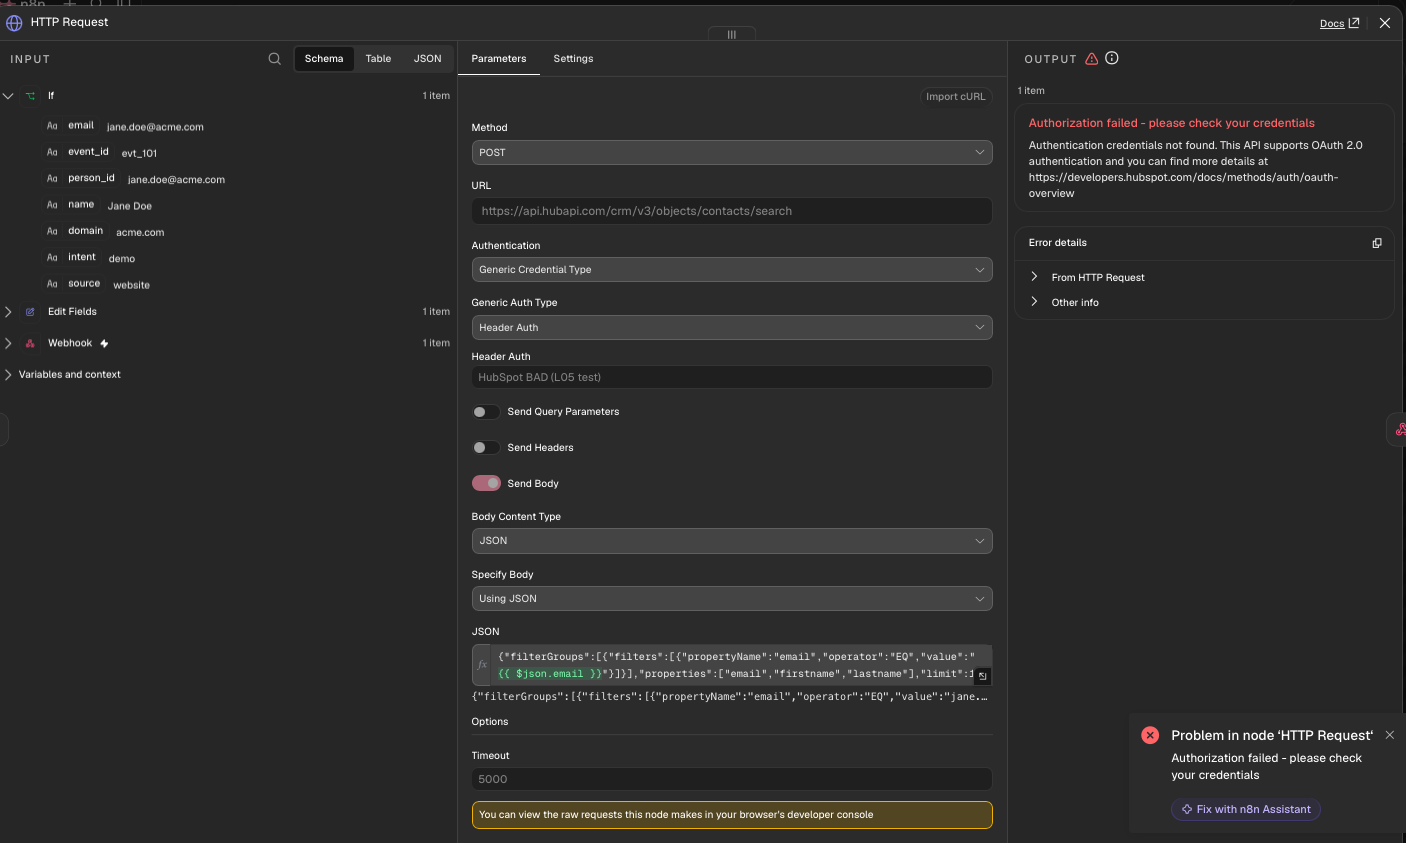 n8n
HTTP Request
Docs
INPUT
Schema
Table
JSON
If
1 item
email
jane.doe@acme.com
event_id
evt_101
person_id
jane.doe@acme.com
name
Jane Doe
domain
acme.com
intent
demo
source
website
Edit Fields
1 item
Webhook
1 item
Variables and context
Parameters
Settings
Import cURL
Method
POST
URL
https://api.hubapi.com/crm/v3/objects/contacts/search
Authentication
Generic Credential Type
Generic Auth Type
Header Auth
Header Auth
HubSpot BAD (L05 test)
Send Query Parameters
Send Headers
Send Body
Body Content Type
JSON
Specify Body
Using JSON
JSON
fx
{"filterGroups":[{"filters":[{"propertyName":"email","operator":"EQ","value":"
{{ $json.email }}"}]}],"properties":["email","firstname","lastname"],"limit":1
{"filterGroups":[{"filters":[{"propertyName":"email","operator":"EQ","value":"jane...
Options
Timeout
5000
You can view the raw requests this node makes in your browser's developer console
OUTPUT
1 item
Authorization failed - please check your credentials
Authentication credentials not found. This API supports OAuth 2.0
authentication and you can find more details at
https://developers.hubspot.com/docs/methods/auth/oauth-
overview
Error details
From HTTP Request
Other info
Problem in node ‘HTTP Request‘
Authorization failed - please check
your credentials
Fix with n8n Assistant